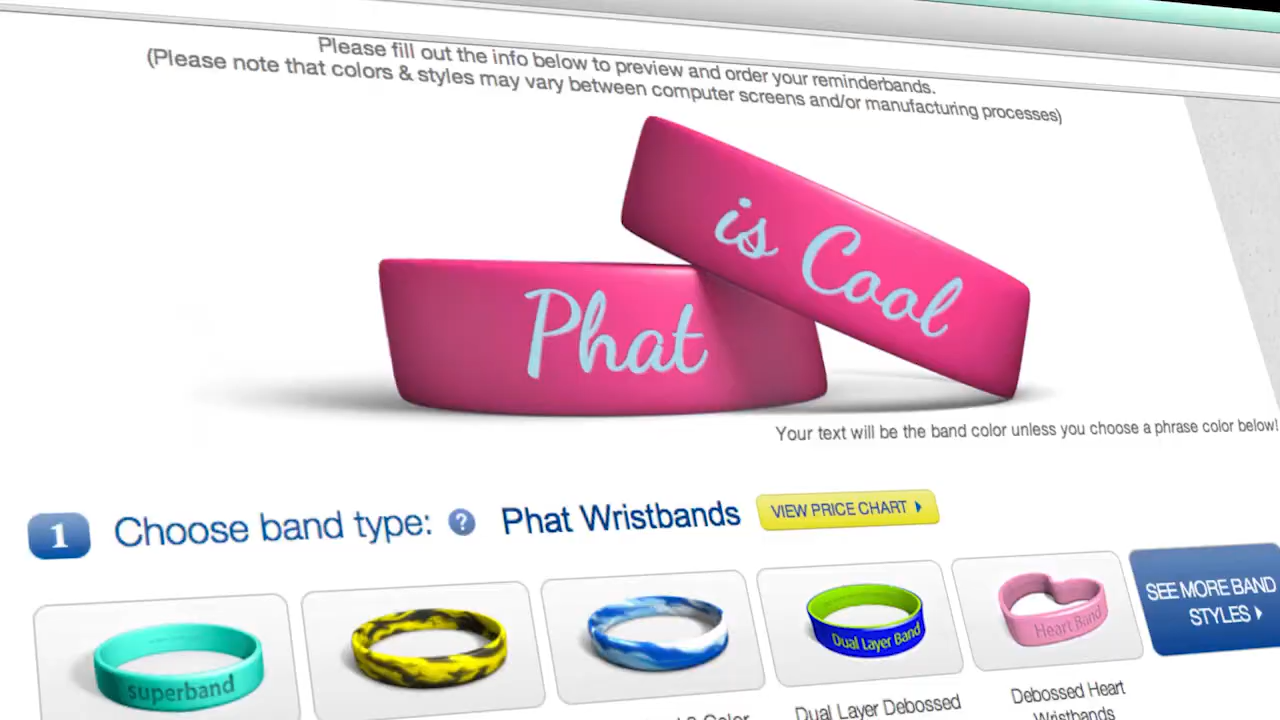 Please fill out the info below to preview and order your reminderbands.
(Please note that colors & styles may vary between computer screens and/or manufacturing processes)
is Cool
Phat
Your text will be the band color unless you choose a phrase color below!
1 Choose band type: ? Phat Wristbands VIEW PRICE CHART
SEE MORE BAND
STYLES
superband
Dual Layer Band
Heart Band
Color
Dual Layer Debossed
Debossed Heart
Wristbands